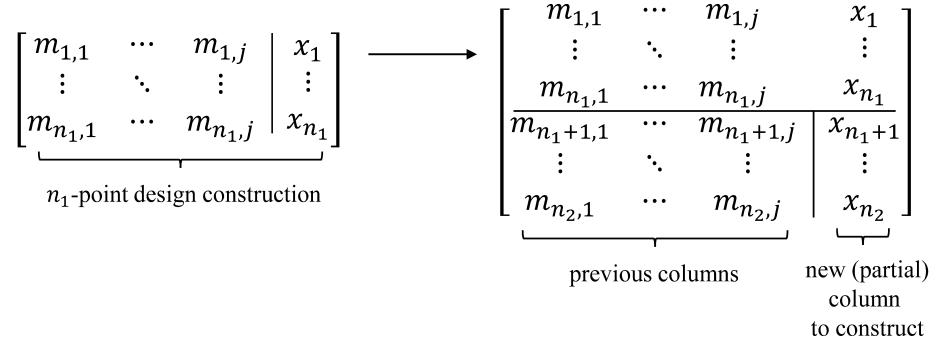 m₁,₁ ⋯ m₁,ⱼ x₁
⋮ ⋱ ⋮ ⋮
mₙ₁,₁ ⋯ mₙ₁,ⱼ xₙ₁
n₁-point design construction
m₁,₁ ⋯ m₁,ⱼ x₁
⋮ ⋱ ⋮ ⋮
mₙ₁,₁ ⋯ mₙ₁,ⱼ xₙ₁
mₙ₁₊₁,₁ ⋯ mₙ₁₊₁,ⱼ xₙ₁₊₁
⋮ ⋱ ⋮ ⋮
mₙ₂,₁ ⋯ mₙ₂,ⱼ xₙ₂
previous columns
new (partial)
column
to construct